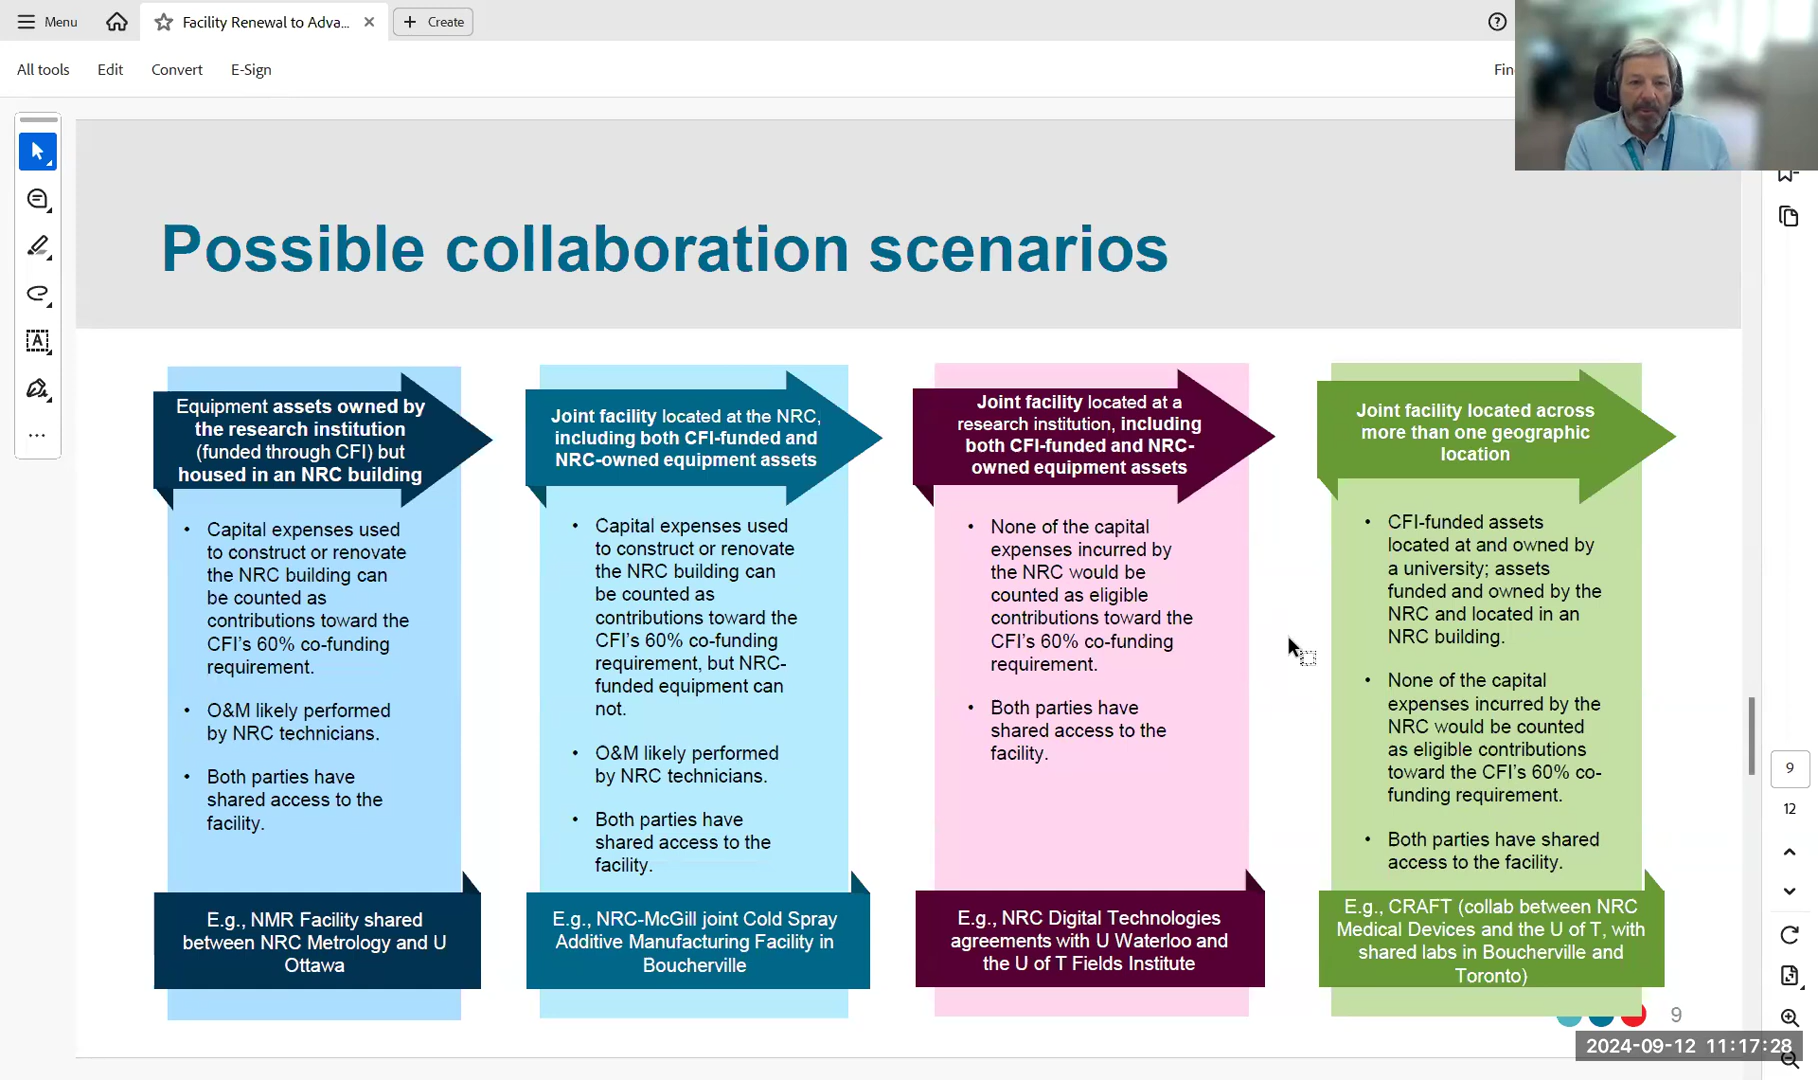 Menu
Facility Renewal to Adva...
Create
All tools
Edit
Convert
E-Sign
Fin
Possible collaboration scenarios
Equipment assets owned by
the research institution
(funded through CFI) but
housed in an NRC building
• Capital expenses used
to construct or renovate
the NRC building can
be counted as
contributions toward the
CFI's 60% co-funding
requirement.
• O&M likely performed
by NRC technicians.
• Both parties have
shared access to the
facility.
E.g., NMR Facility shared
between NRC Metrology and U
Ottawa
Joint facility located at the NRC,
including both CFI-funded and
NRC-owned equipment assets
• Capital expenses used
to construct or renovate
the NRC building can
be counted as
contributions toward the
CFI's 60% co-funding
requirement, but NRC-
funded equipment can
not.
• O&M likely performed
by NRC technicians.
• Both parties have
shared access to the
facility.
E.g., NRC-McGill joint Cold Spray
Additive Manufacturing Facility in
Boucherville
Joint facility located at a
research institution, including
both CFI-funded and NRC-
owned equipment assets
• None of the capital
expenses incurred by
the NRC would be
counted as eligible
contributions toward the
CFI's 60% co-funding
requirement.
• Both parties have
shared access to the
facility.
E.g., NRC Digital Technologies
agreements with U Waterloo and
the U of T Fields Institute
Joint facility located across
more than one geographic
location
• CFI-funded assets
located at and owned by
a university; assets
funded and owned by the
NRC and located in an
NRC building.
• None of the capital
expenses incurred by the
NRC would be counted
as eligible contributions
toward the CFI's 60% co-
funding requirement.
• Both parties have shared
access to the facility.
E.g., CRAFT (collab between NRC
Medical Devices and the U of T, with
shared labs in Boucherville and
Toronto)
9
9
12
2024-09-12 11:17:28